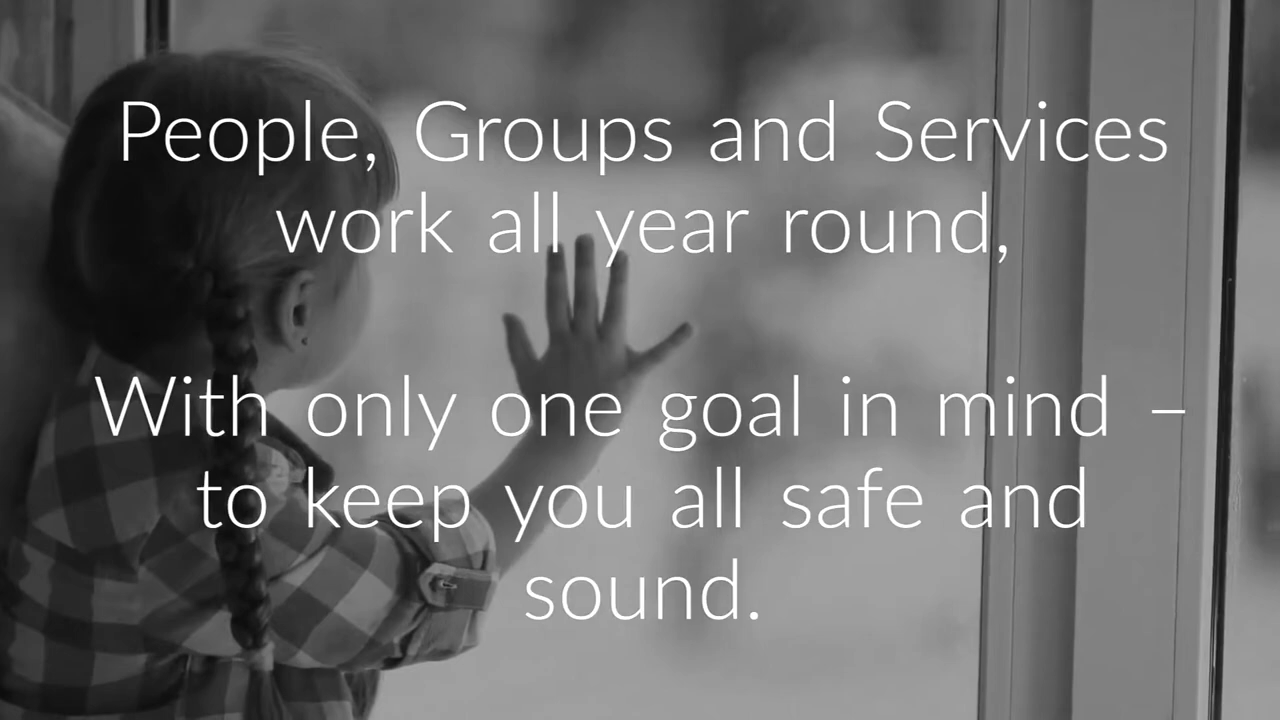 People, Groups and Services
work all year round,
With only one goal in mind –
to keep you all safe and
sound.